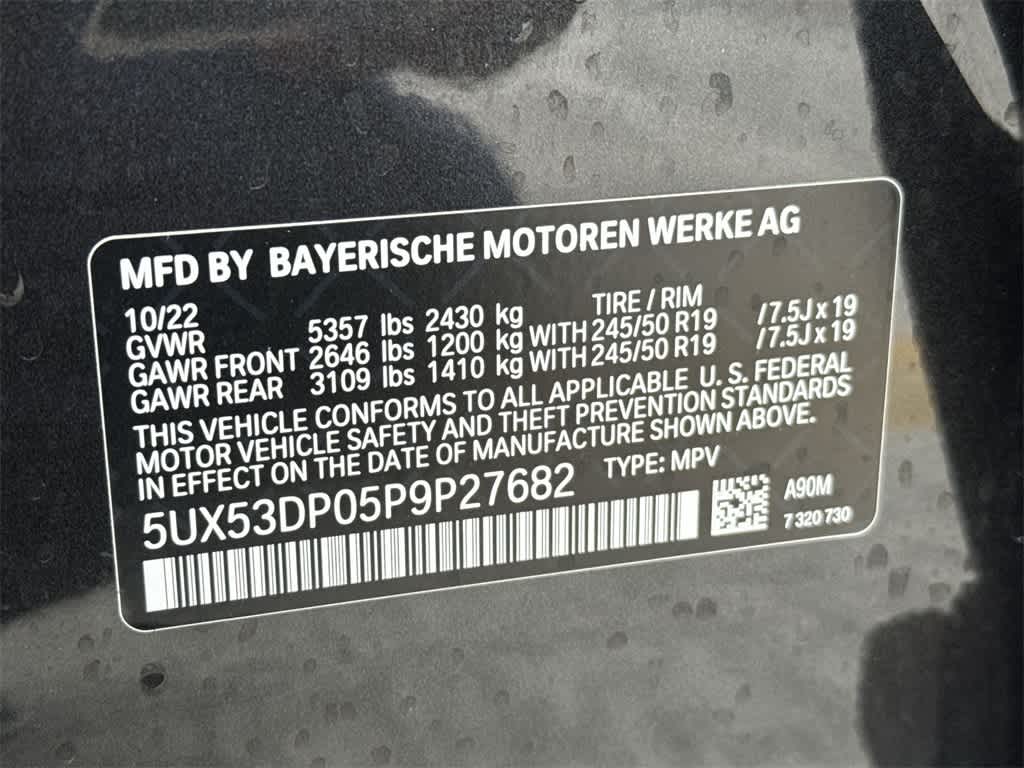 MFD BY BAYERISCHE MOTOREN WERKE AG
10/22 TIRE / RIM
GVWR 5357 lbs 2430 kg
GAWR FRONT 2646 lbs 1200 kg WITH 245/50 R19 /7.5J x 19
GAWR REAR 3109 lbs 1410 kg WITH 245/50 R19 /7.5J x 19
THIS VEHICLE CONFORMS TO ALL APPLICABLE U. S. FEDERAL
MOTOR VEHICLE SAFETY AND THEFT PREVENTION STANDARDS
IN EFFECT ON THE DATE OF MANUFACTURE SHOWN ABOVE.
5UX53DP05P9P27682 TYPE: MPV
A90M
7 320 730